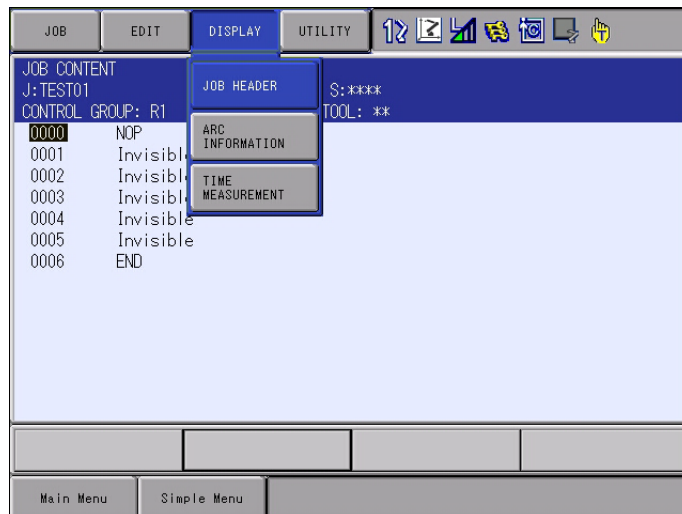 JOB EDIT DISPLAY UTILITY
JOB CONTENT
J:TEST01 S:****
CONTROL GROUP: R1 TOOL: **
JOB HEADER
ARC
INFORMATION
TIME
MEASUREMENT
0000 NOP
0001 Invisibl
0002 Invisibl
0003 Invisibl
0004 Invisible
0005 Invisible
0006 END
Main Menu Simple Menu